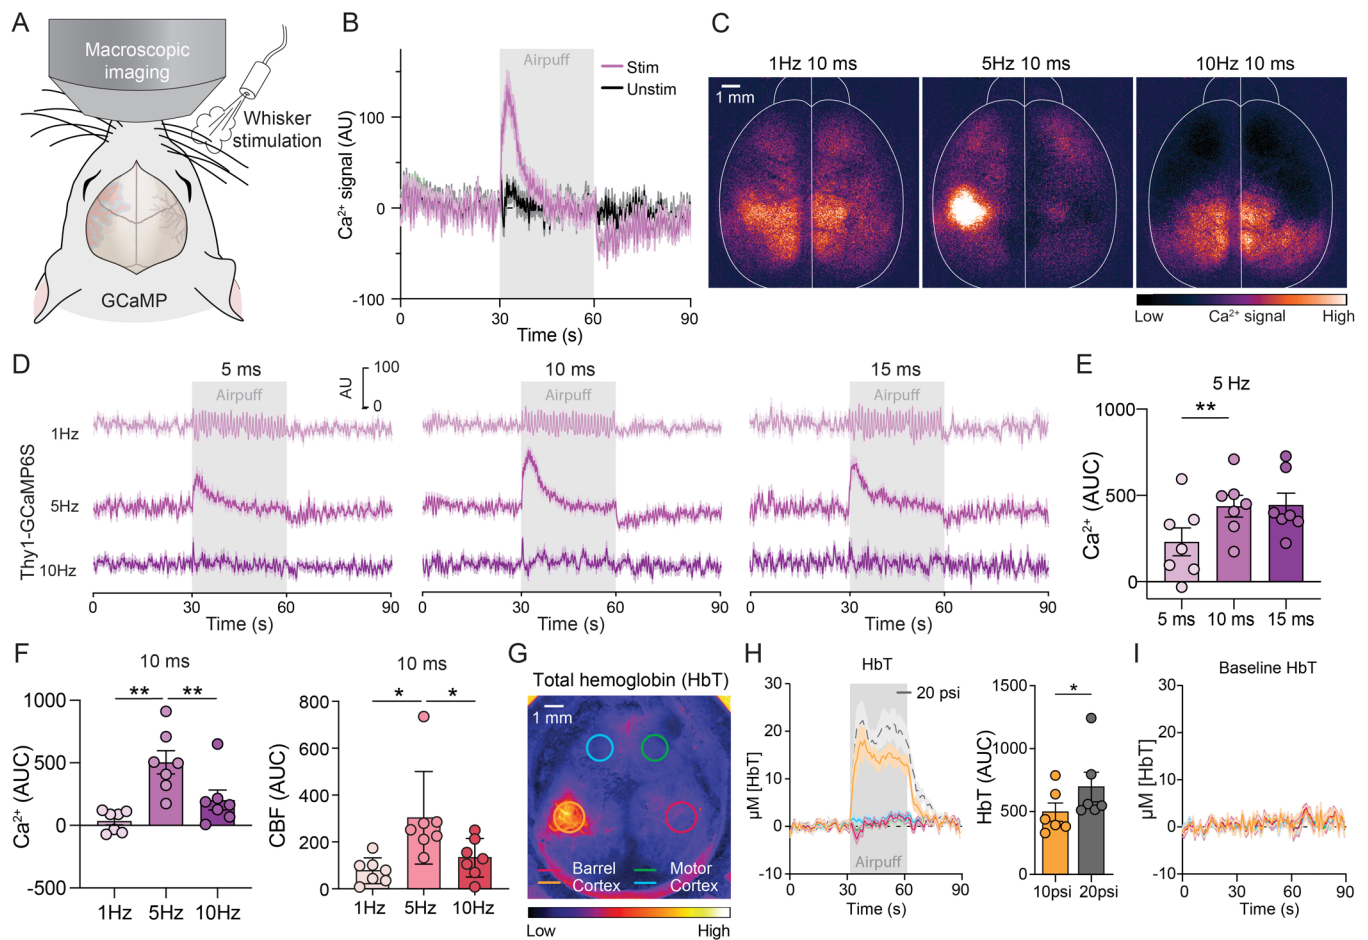 A
Macroscopic
imaging
Whisker
stimulation
GCaMP
B
Ca²⁺ signal (AU)
100
0
-100
Airpuff
Stim
Unstim
0
30
60
90
Time (s)
C
1Hz 10 ms
5Hz 10 ms
10Hz 10 ms
1 mm
Low
Ca²⁺ signal
High
D
Thy1-GCaMP6S
5 ms
10 ms
15 ms
AU
100
0
Airpuff
Airpuff
Airpuff
1Hz
5Hz
10Hz
0
30
60
90
0
30
60
90
0
30
60
90
Time (s)
Time (s)
Time (s)
E
5 Hz
Ca²⁺ (AUC)
1000
500
0
**
5 ms
10 ms
15 ms
F
10 ms
Ca²⁺ (AUC)
1000
500
0
-500
**
**
1Hz
5Hz
10Hz
10 ms
CBF (AUC)
800
600
400
200
0
*
*
1Hz
5Hz
10Hz
G
Total hemoglobin (HbT)
1 mm
Barrel
Cortex
Motor
Cortex
Low
High
H
HbT
µM [HbT]
30
20
10
0
-10
20 psi
Airpuff
0
30
60
90
Time (s)
HbT (AUC)
1500
1000
500
0
*
10psi
20psi
I
Baseline HbT
µM [HbT]
30
20
10
0
-10
0
30
60
90
Time (s)